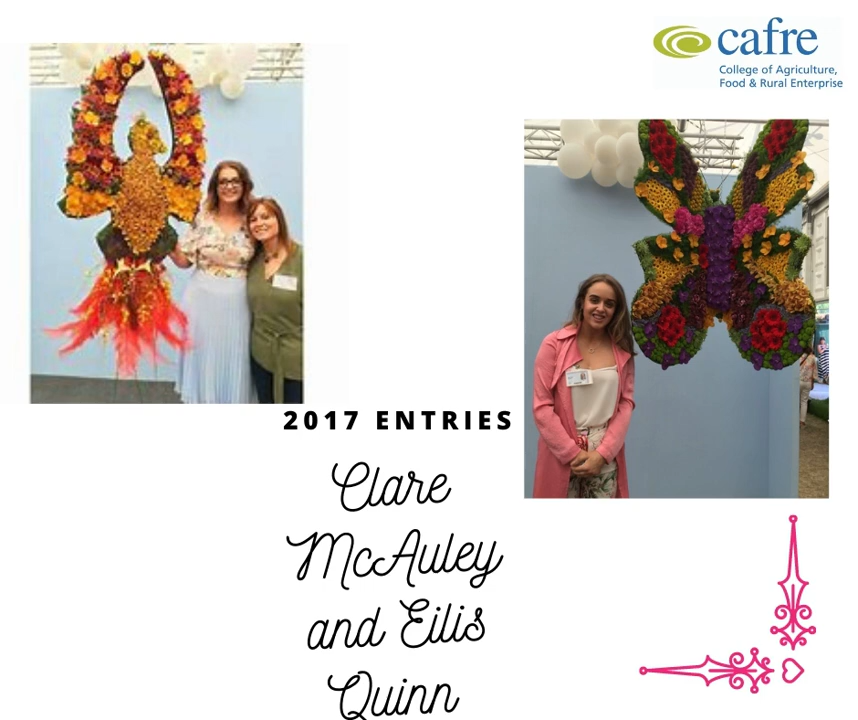 cafre
College of Agriculture,
Food & Rural Enterprise
2017 ENTRIES
Clare
McAuley
and Eilis
Quinn